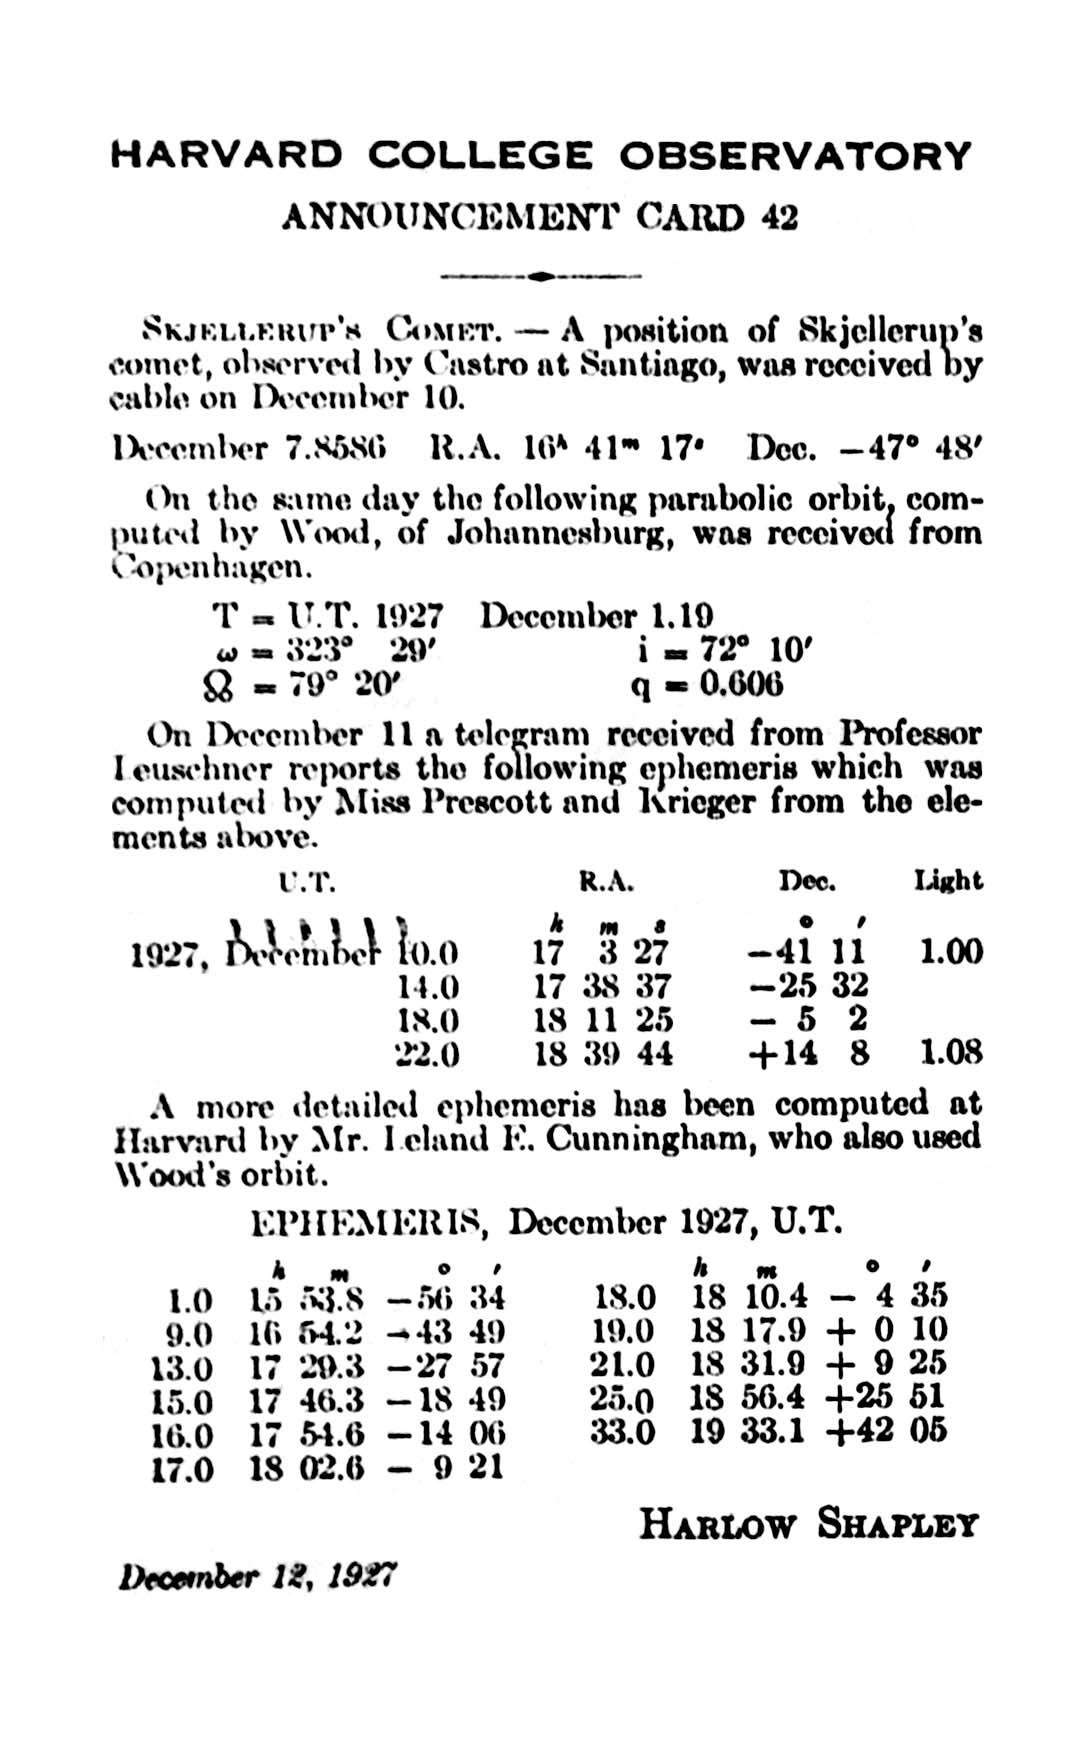 HARVARD COLLEGE OBSERVATORY
ANNOUNCEMENT CARD 42
SKJELLERUP'S COMET. — A position of Skjellerup's
comet, observed by Castro at Santiago, was received by
cable on December 10.
December 7.8586 R.A. 16ʰ 41ᵐ 17ˢ Dec. −47° 48′
On the same day the following parabolic orbit, com-
puted by Wood, of Johannesburg, was received from
Copenhagen.
T = U.T. 1927 December 1.19
ω = 323° 29′ i = 72° 10′
☊ = 79° 20′ q = 0.606
On December 11 a telegram received from Professor
Leuschner reports the following ephemeris which was
computed by Miss Prescott and Krieger from the ele-
ments above.
U.T. R.A. Dec. Light
h m s ° ′
1927, December 10.0 17 3 27 −41 11 1.00
14.0 17 38 37 −25 32
18.0 18 11 25 − 5 2
22.0 18 39 44 +14 8 1.08
A more detailed ephemeris has been computed at
Harvard by Mr. Leland E. Cunningham, who also used
Wood's orbit.
EPHEMERIS, December 1927, U.T.
h m ° ′ h m ° ′
1.0 15 53.8 −56 34 18.0 18 10.4 − 4 35
9.0 16 54.2 −43 49 19.0 18 17.9 + 0 10
13.0 17 29.3 −27 57 21.0 18 31.9 + 9 25
15.0 17 46.3 −18 49 25.0 18 56.4 +25 51
16.0 17 54.6 −14 06 33.0 19 33.1 +42 05
17.0 18 02.6 − 9 21
HARLOW SHAPLEY
December 12, 1927